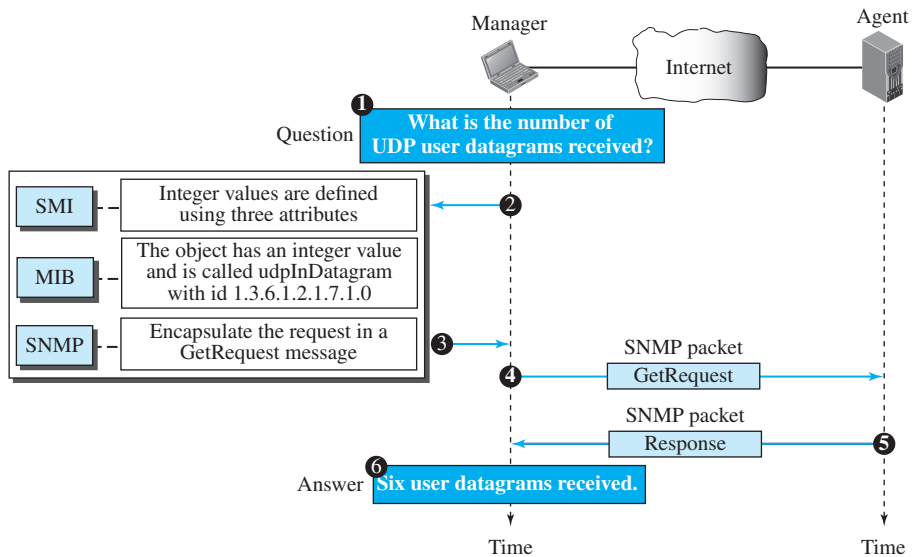 Manager
Agent
Internet
1
Question
What is the number of
UDP user datagrams received?
SMI
Integer values are defined
using three attributes
2
MIB
The object has an integer value
and is called udpInDatagram
with id 1.3.6.1.2.1.7.1.0
SNMP
Encapsulate the request in a
GetRequest message
3
SNMP packet
4
GetRequest
SNMP packet
Response
5
6
Answer
Six user datagrams received.
Time
Time